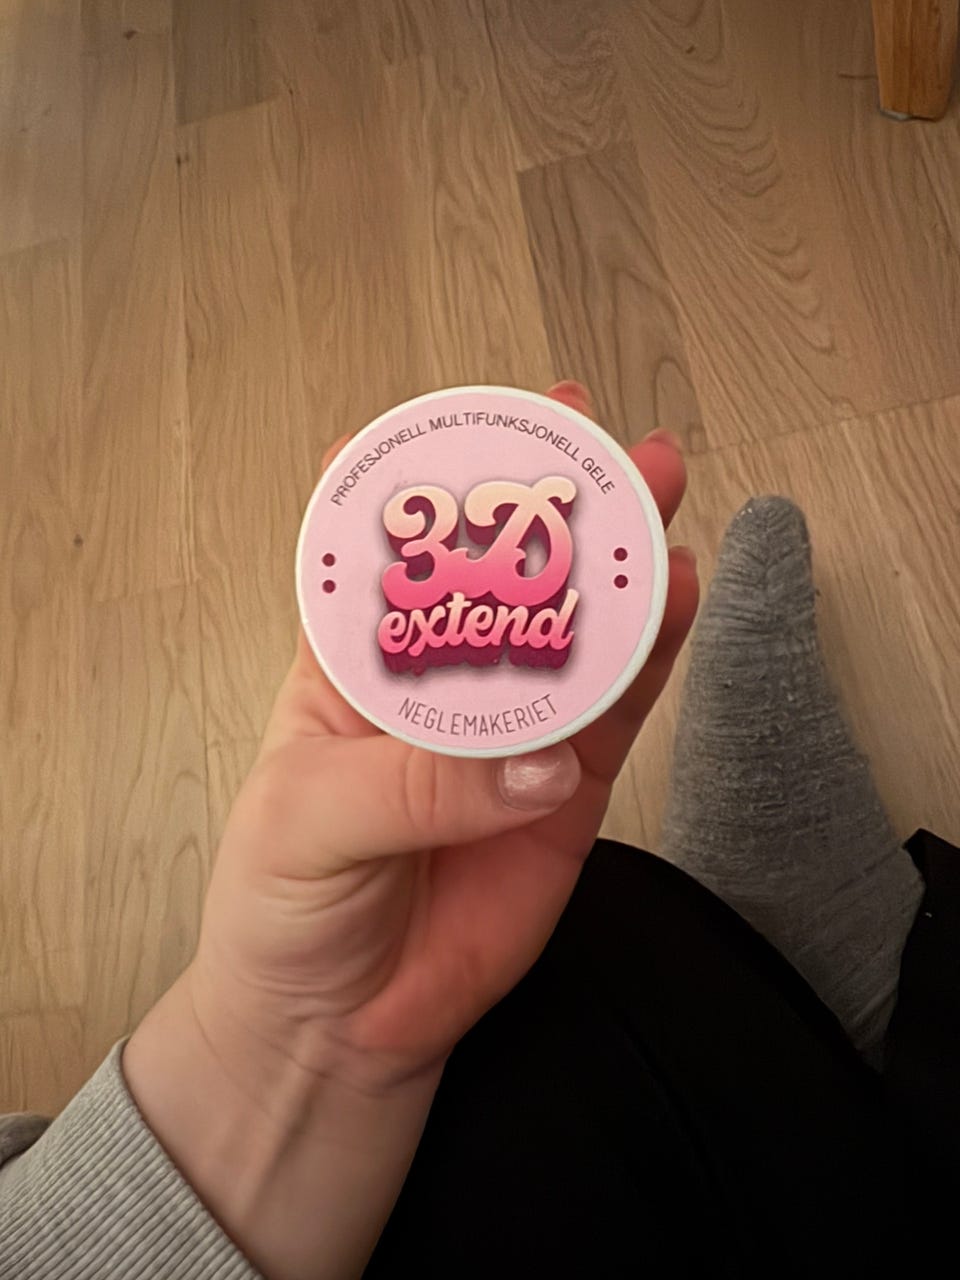 PROFESJONELL MULTIFUNKSJONELL GELE
3D
extend
NEGLEMAKERIET